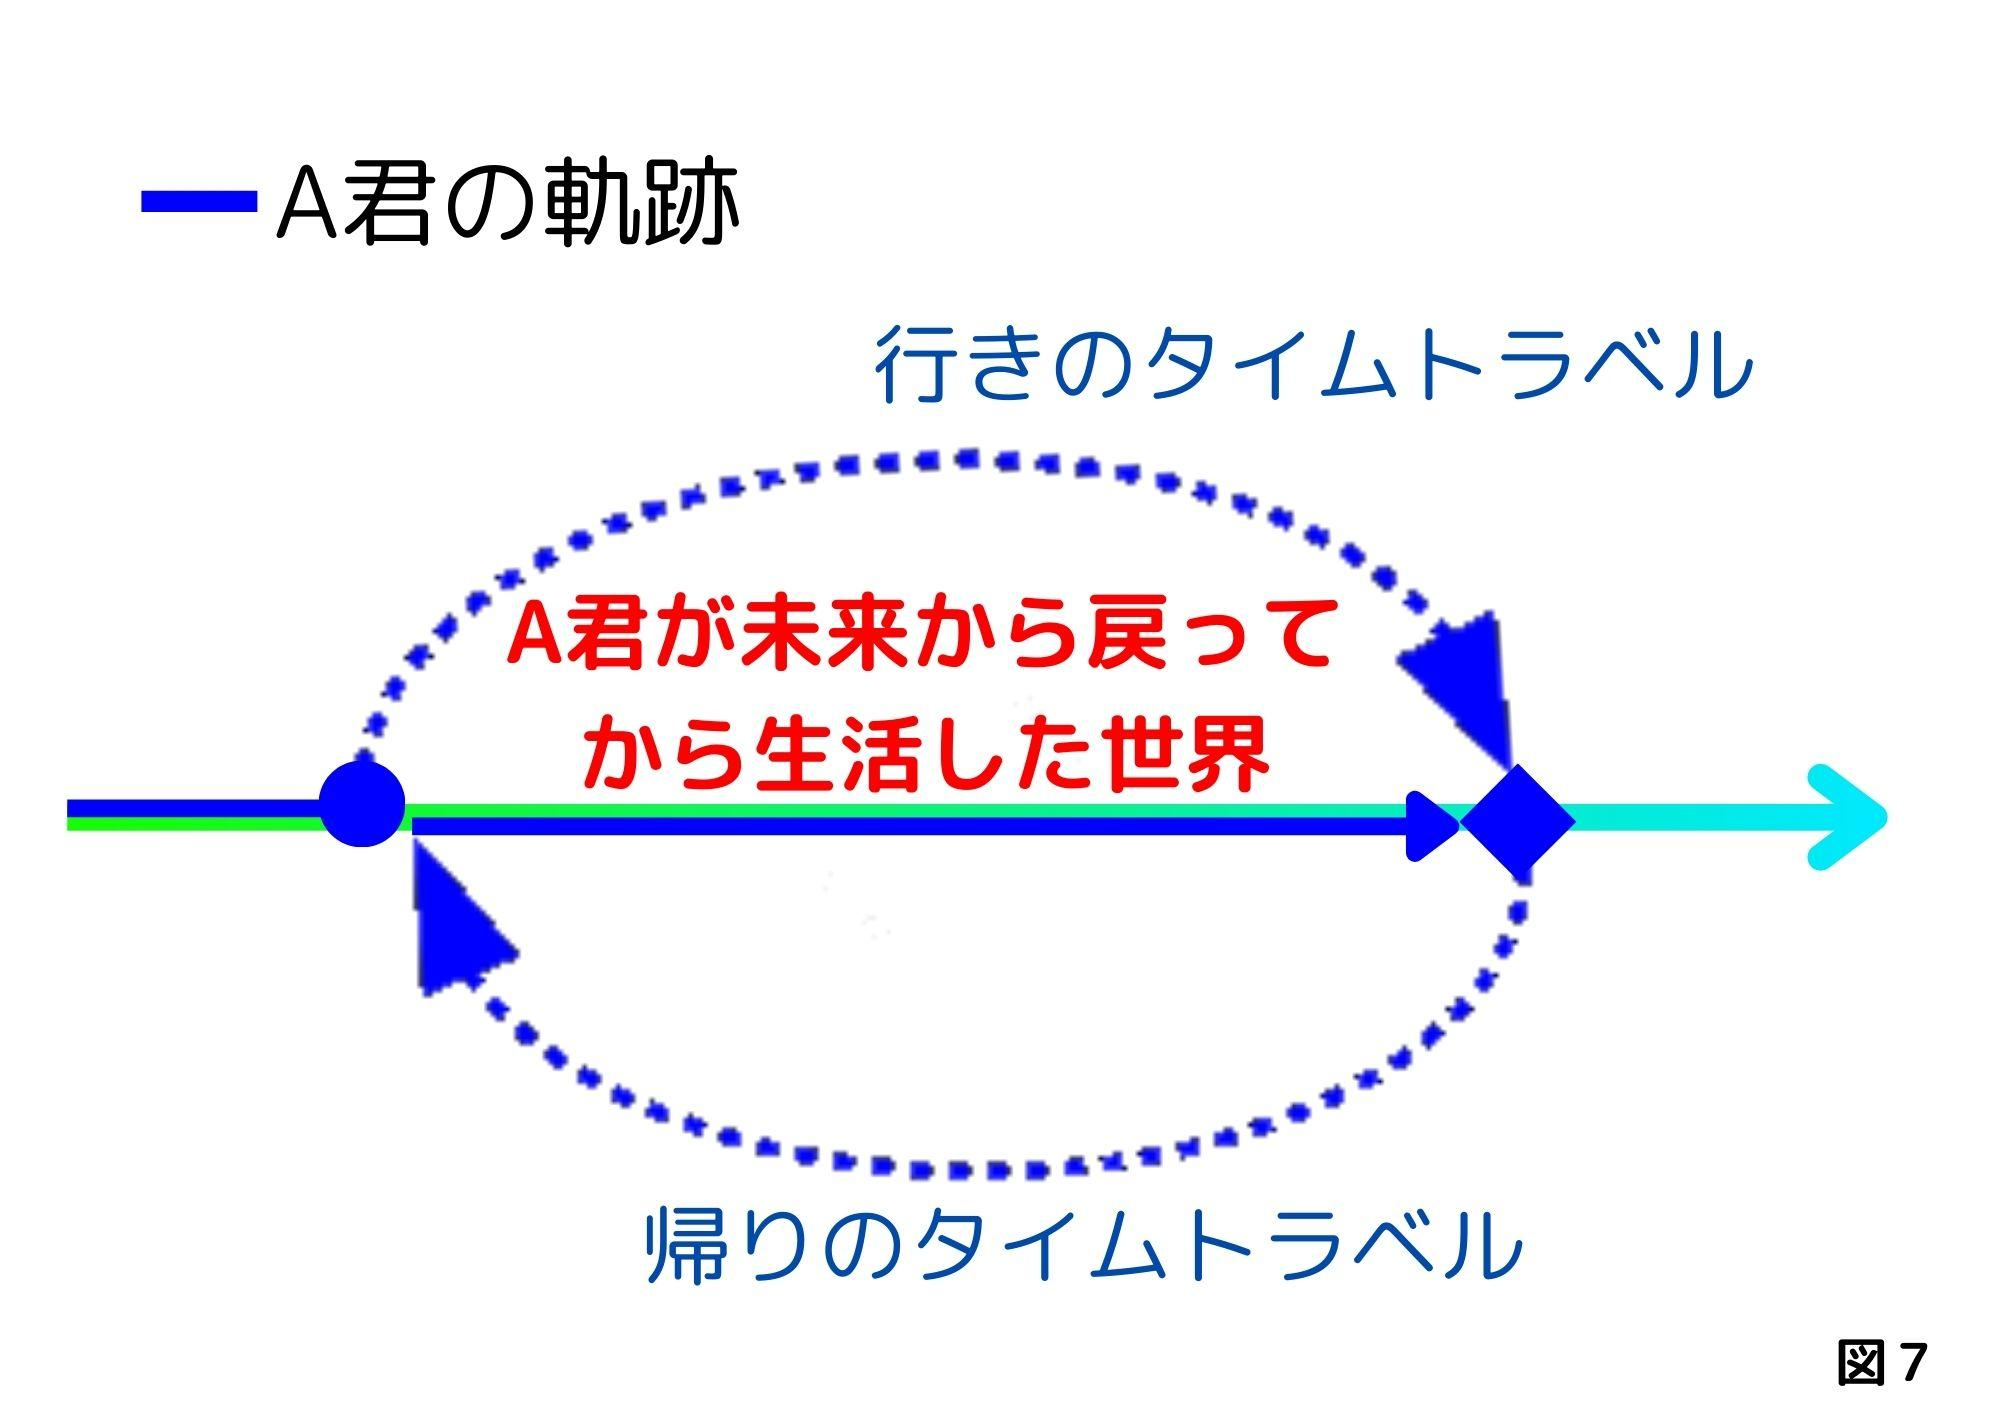 A君の軌跡
行きのタイムトラベル
A君が未来から戻って
から生活した世界
帰りのタイムトラベル
図7